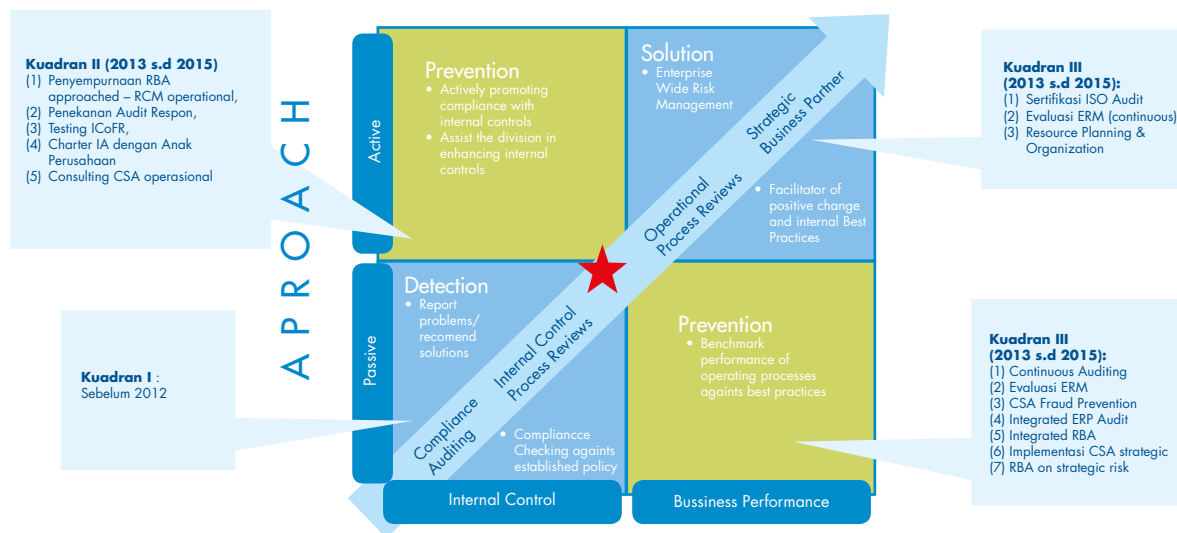 Kuadran II (2013 s.d 2015)
(1) Penyempurnaan RBA
approached – RCM operational,
(2) Penekanan Audit Respon,
(3) Testing ICoFR,
(4) Charter IA dengan Anak
Perusahaan
(5) Consulting CSA operasional
Kuadran I :
Sebelum 2012
APROACH
Active
Passive
Prevention
• Actively promoting
compliance with
internal controls
• Assist the division in
enhancing internal
controls
Solution
• Enterprise
Wide Risk
Management
• Facilitator of
positive change
and internal Best
Practices
Strategic
Business Partner
Operational
Process Reviews
Internal Control
Process Reviews
Compliance
Auditing
Detection
• Report
problems/
recomend
solutions
• Compliancce
Checking againts
established policy
Prevention
• Benchmark
performance of
operating processes
againts best practices
Internal Control
Bussiness Performance
Kuadran III
(2013 s.d 2015):
(1) Sertifikasi ISO Audit
(2) Evaluasi ERM (continuous)
(3) Resource Planning &
Organization
Kuadran III
(2013 s.d 2015):
(1) Continuous Auditing
(2) Evaluasi ERM
(3) CSA Fraud Prevention
(4) Integrated ERP Audit
(5) Integrated RBA
(6) Implementasi CSA strategic
(7) RBA on strategic risk